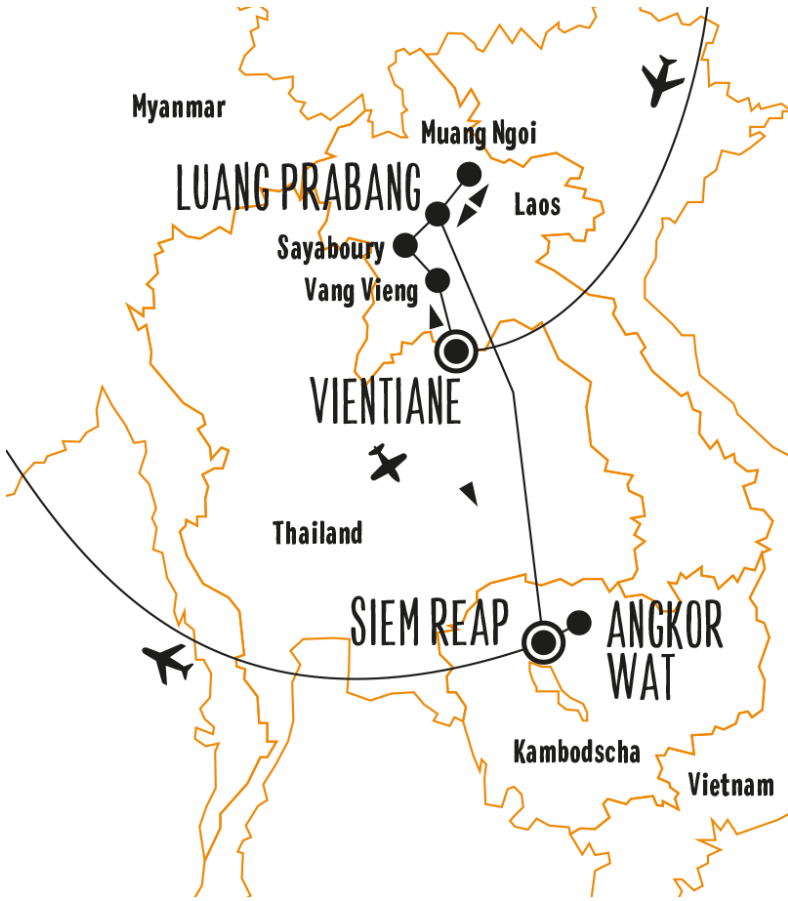 Myanmar
Muang Ngoi
LUANG PRABANG
Laos
Sayaboury
Vang Vieng
VIENTIANE
Thailand
SIEM REAP
ANGKOR
WAT
Kambodscha
Vietnam